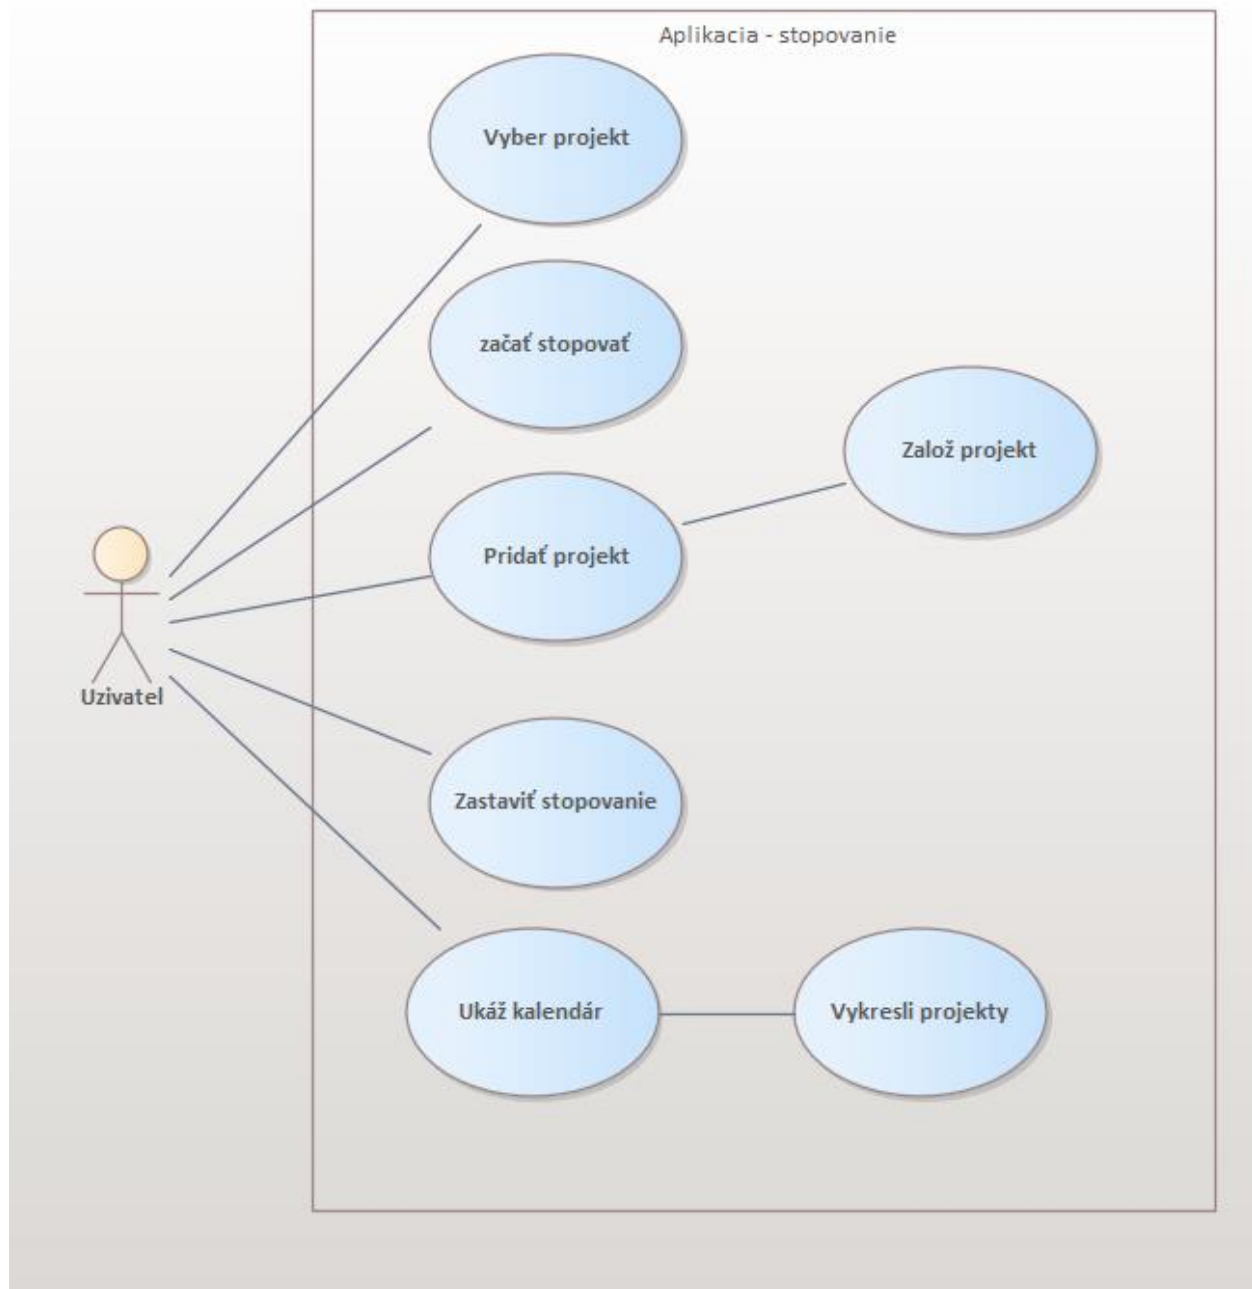 Aplikacia - stopovanie
Vyber projekt
začať stopovať
Založ projekt
Pridať projekt
Uzivatel
Zastaviť stopovanie
Ukáž kalendár
Vykresli projekty